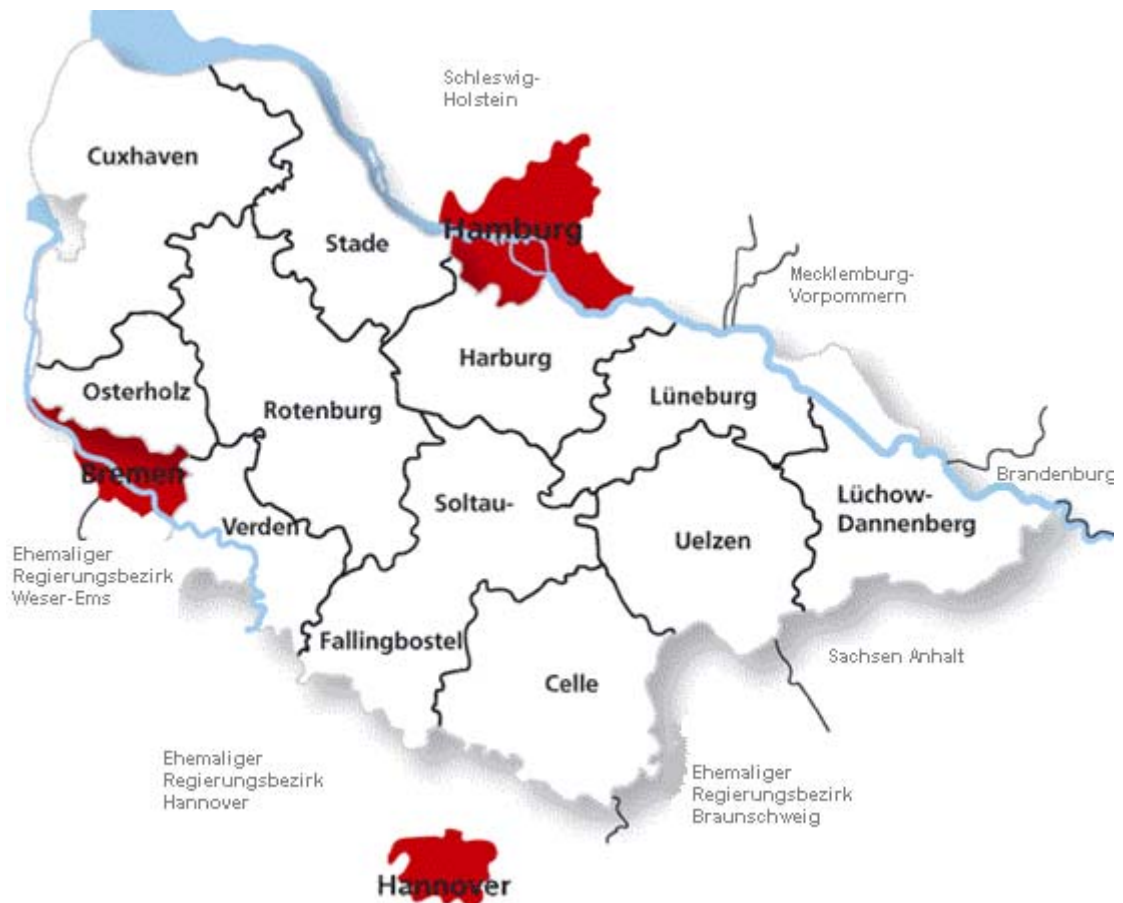 Schleswig-
Holstein
Cuxhaven
Hamburg
Stade
Mecklemburg-
Vorpommern
Harburg
Osterholz
Lüneburg
Rotenburg
Bremen
Brandenburg
Lüchow-
Dannenberg
Soltau-
Verden
Uelzen
Ehemaliger
Regierungsbezirk
Weser-Ems
Fallingbostel
Sachsen Anhalt
Celle
Ehemaliger
Regierungsbezirk
Hannover
Ehemaliger
Regierungsbezirk
Braunschweig
Hannover